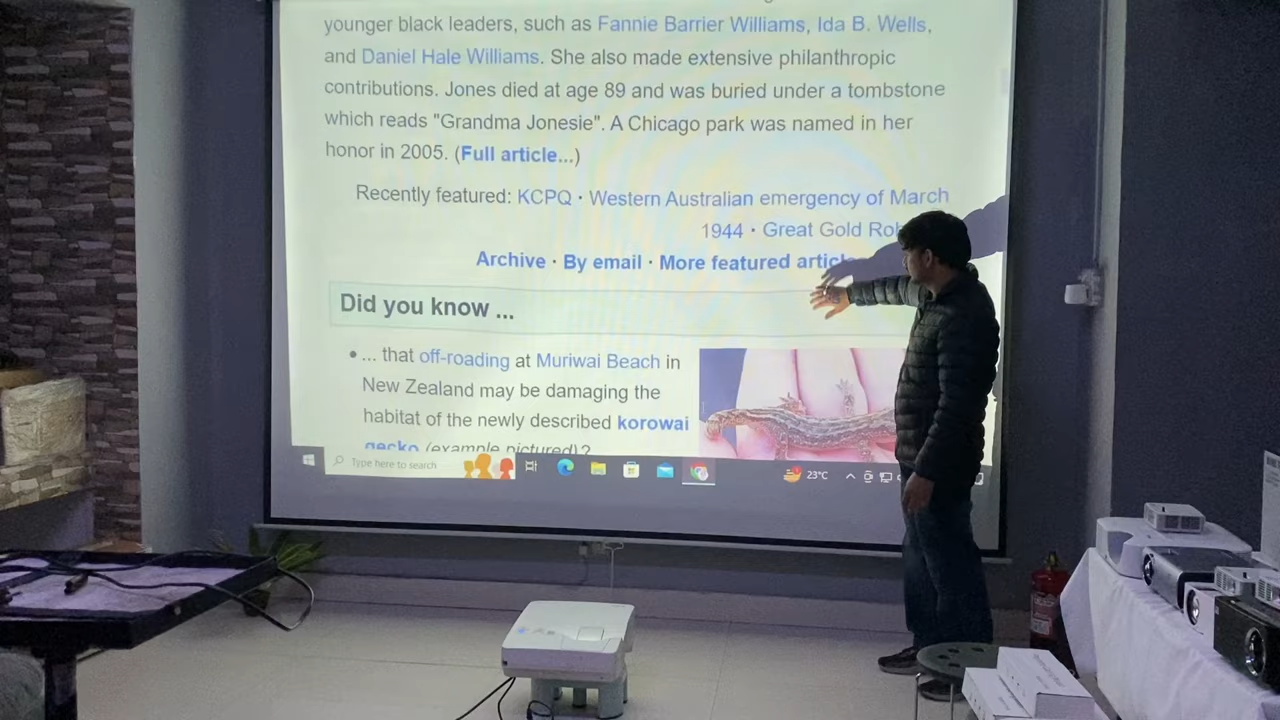 younger black leaders, such as Fannie Barrier Williams, Ida B. Wells,
and Daniel Hale Williams. She also made extensive philanthropic
contributions. Jones died at age 89 and was buried under a tombstone
which reads "Grandma Jonesie". A Chicago park was named in her
honor in 2005. (Full article...)
Recently featured: KCPQ · Western Australian emergency of March
1944 · Great Gold
Archive · By email · More featured
Did you know ...
• ... that off-roading at Muriwai Beach in
New Zealand may be damaging the
habitat of the newly described korowai
gecko (example pictured)?
Type here to search
23°C